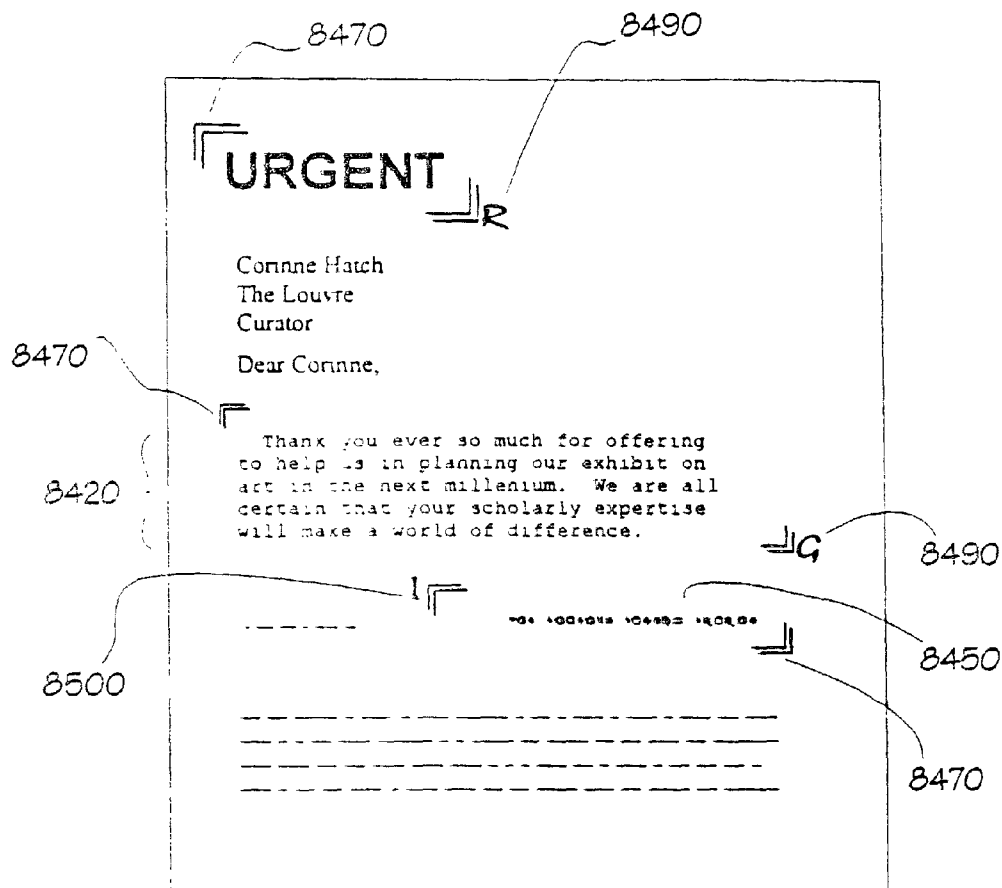 8470
8490
URGENT
R
Corinne Hatch
The Louvre
Curator
8470
Dear Corinne,
Thank you ever so much for offering
to help us in planning our exhibit on
8420
art in the next millenium. We are all
certain that your scholarly expertise
will make a world of difference.
G
8490
1
8450
8500
8470